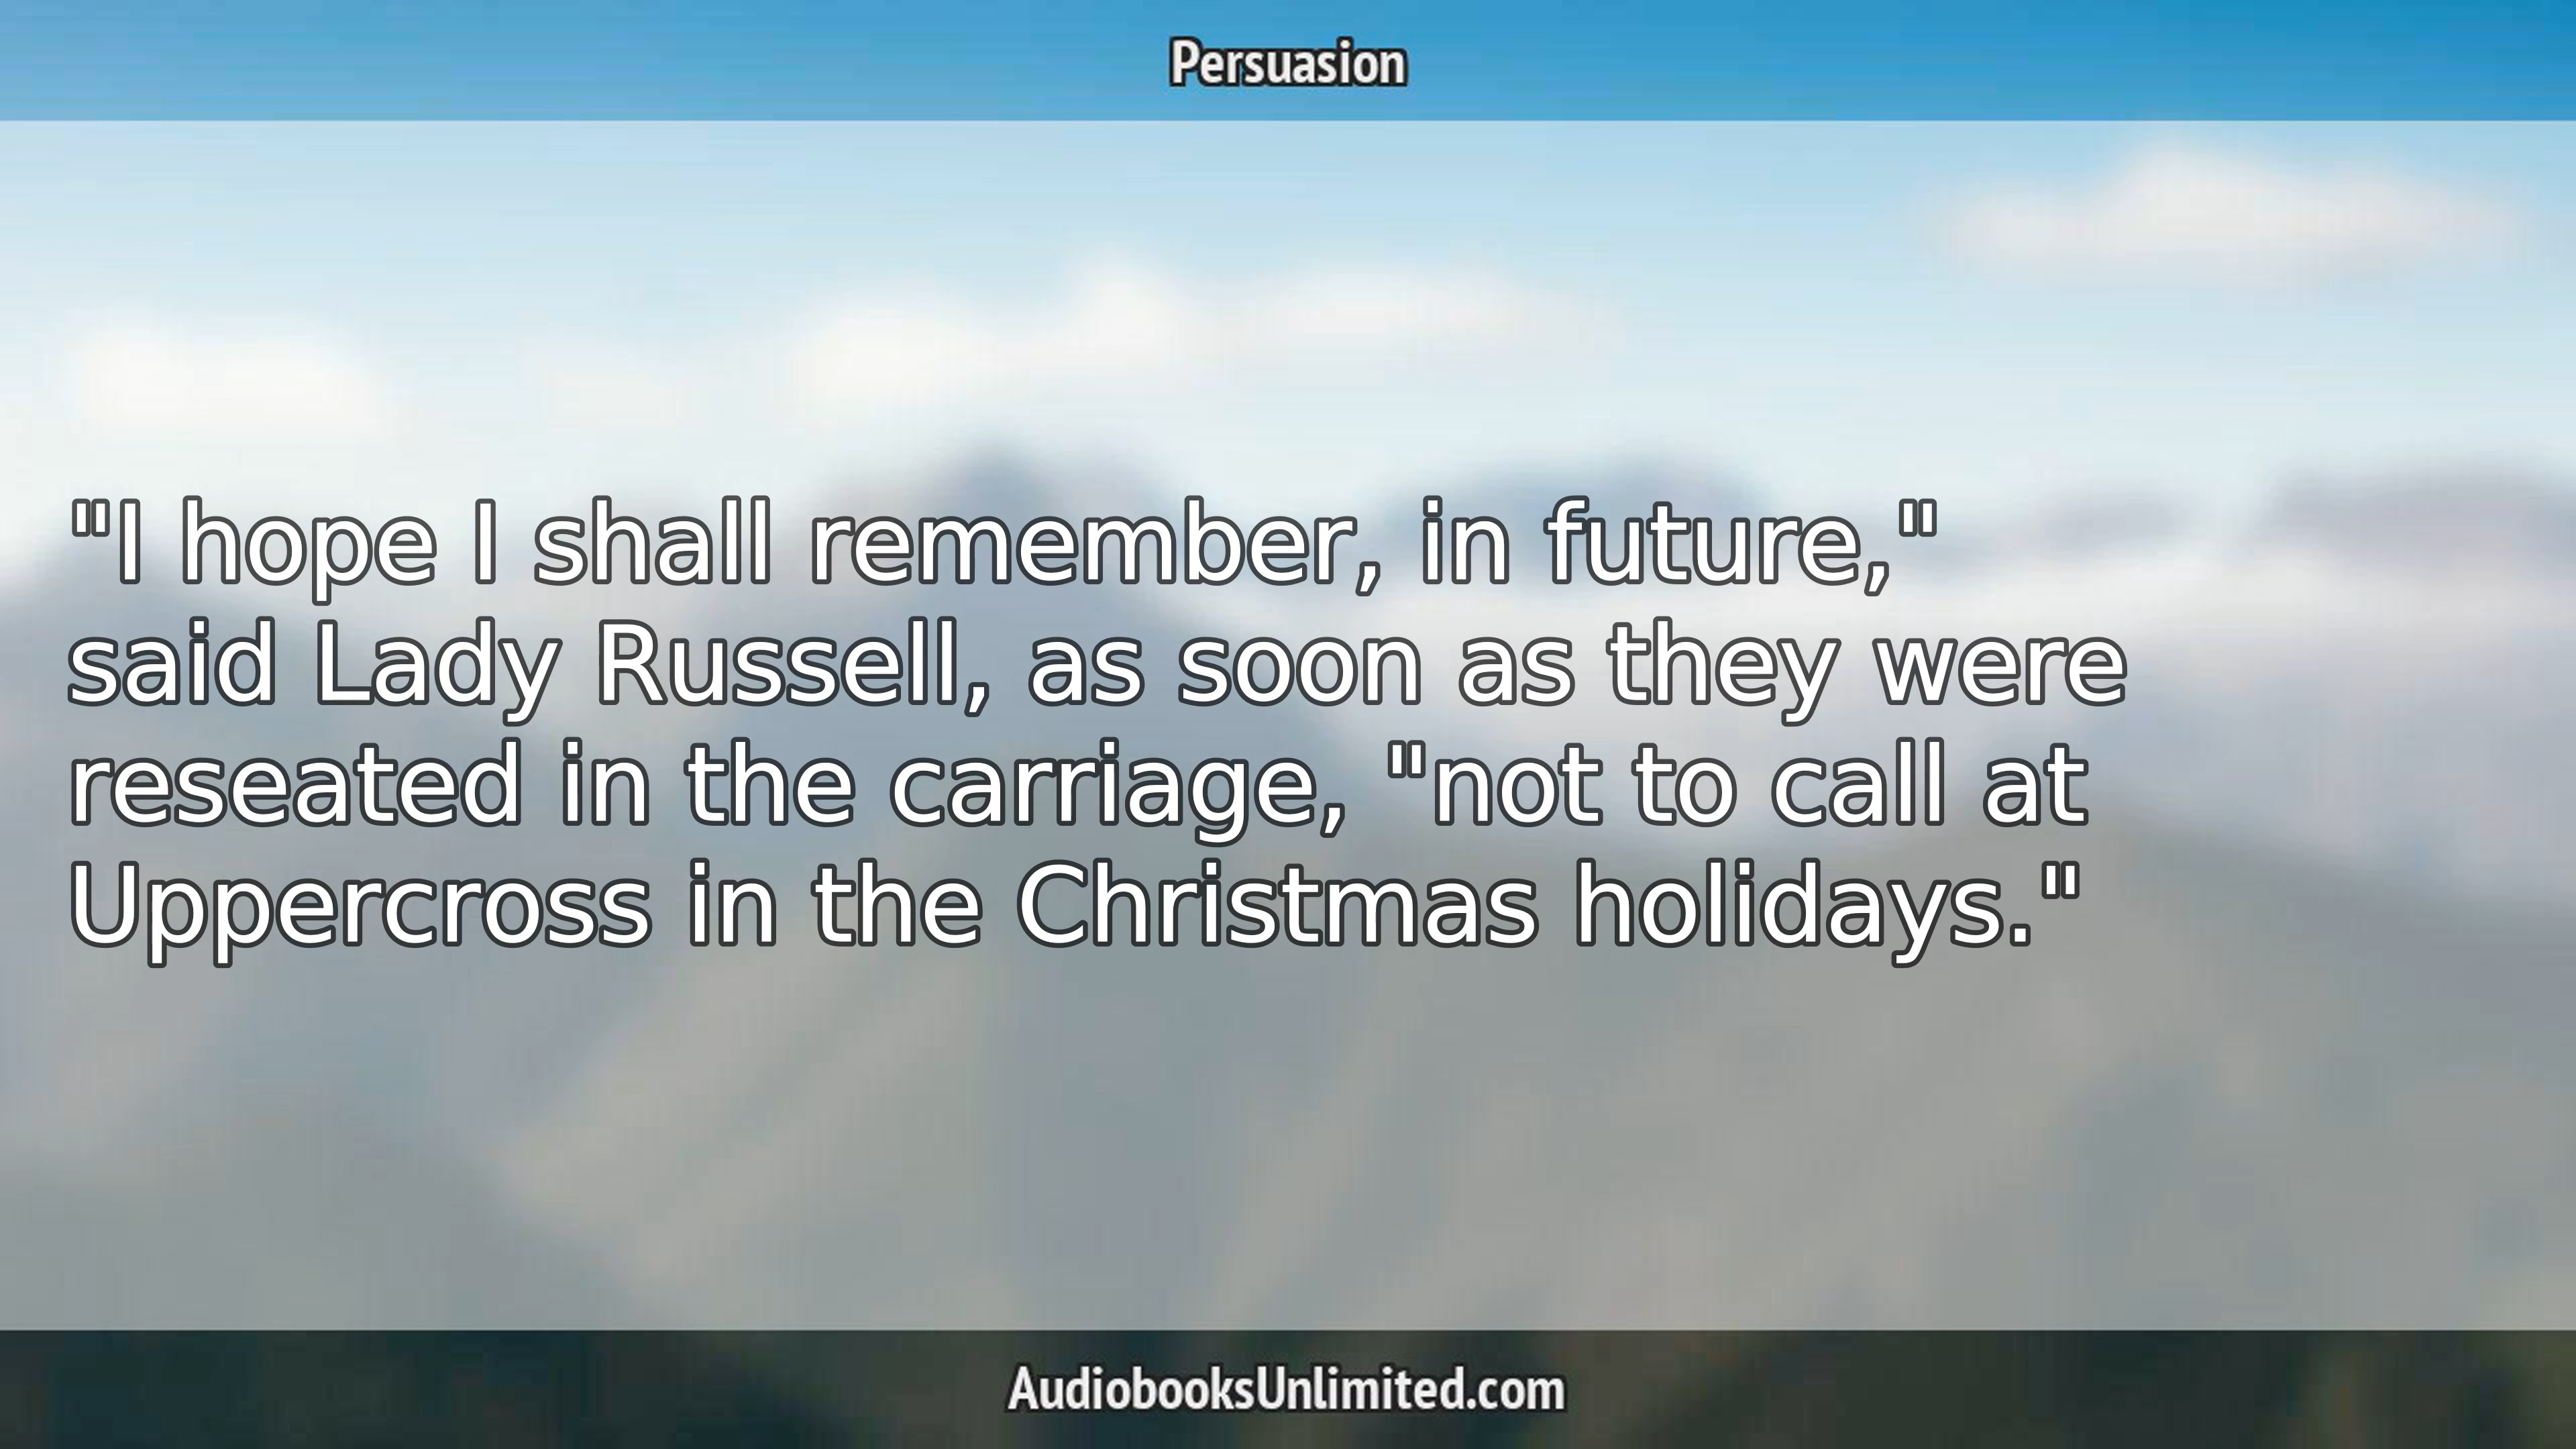 Persuasion
"I hope I shall remember, in future,"
said Lady Russell, as soon as they were
reseated in the carriage, "not to call at
Uppercross in the Christmas holidays."
AudiobooksUnlimited.com